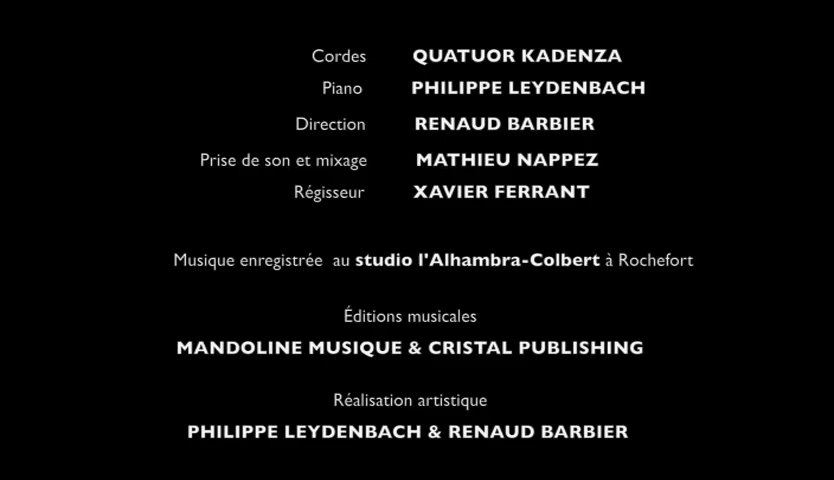 Cordes QUATUOR KADENZA
Piano PHILIPPE LEYDENBACH
Direction RENAUD BARBIER
Prise de son et mixage MATHIEU NAPPEZ
Régisseur XAVIER FERRANT
Musique enregistrée au studio l'Alhambra-Colbert à Rochefort
Éditions musicales
MANDOLINE MUSIQUE & CRISTAL PUBLISHING
Réalisation artistique
PHILIPPE LEYDENBACH & RENAUD BARBIER